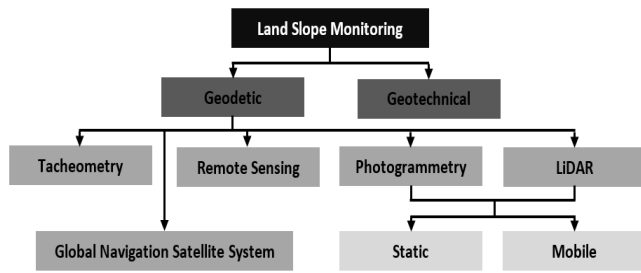 Land Slope Monitoring
Geodetic
Geotechnical
Tacheometry
Remote Sensing
Photogrammetry
LiDAR
Global Navigation Satellite System
Static
Mobile